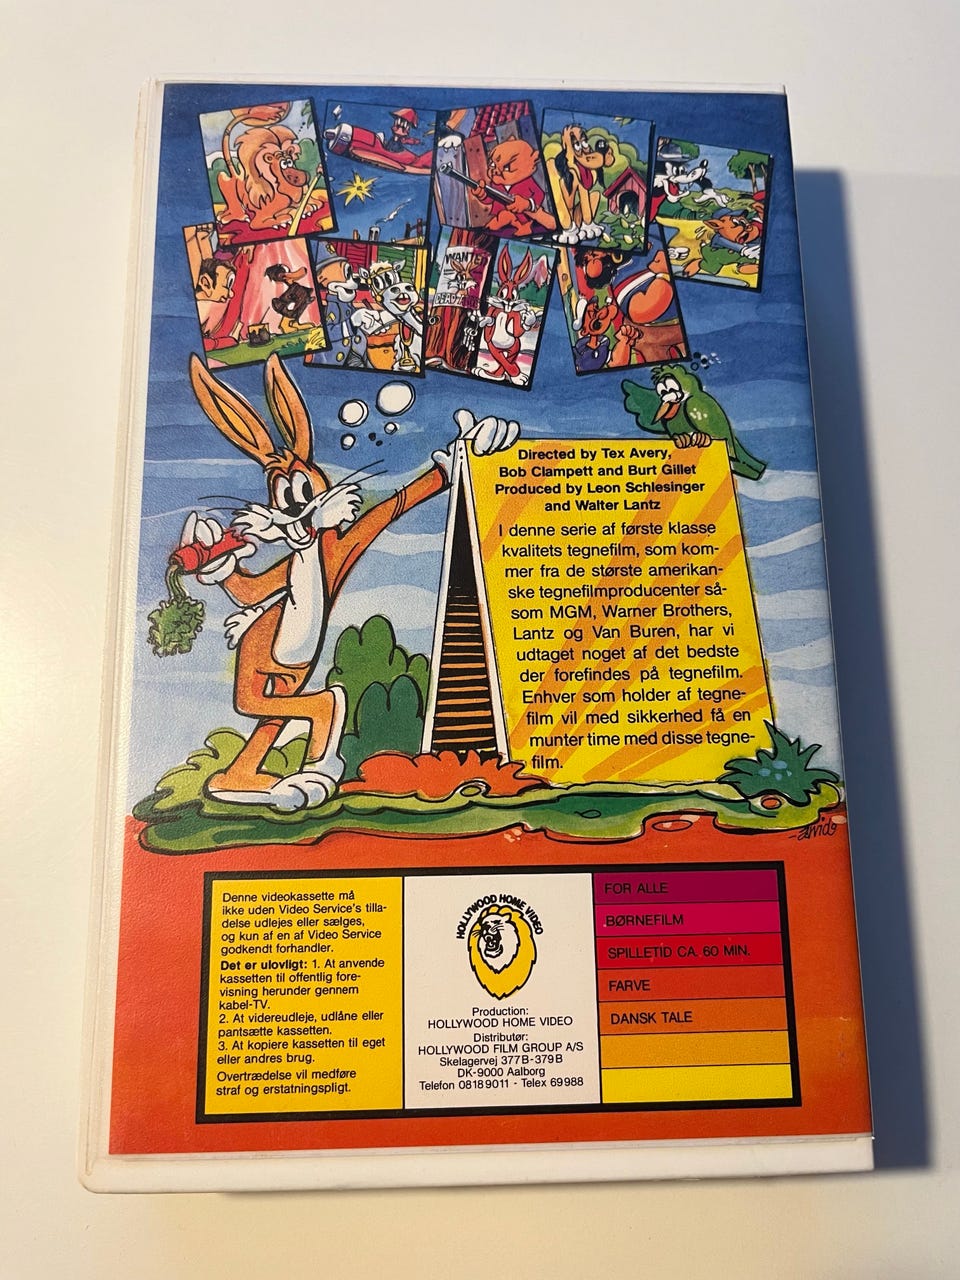 WANTED
Directed by Tex Avery,
Bob Clampett and Burt Gillet
Produced by Leon Schlesinger
and Walter Lantz
I denne serie af første klasse
kvalitets tegnefilm, som kom-
mer fra de største amerikan-
ske tegnefilmproducenter så-
som MGM, Warner Brothers,
Lantz og Van Buren, har vi
udtaget noget af det bedste
der forefindes på tegnefilm.
Enhver som holder af tegne-
film vil med sikkerhed få en
munter time med disse tegne-
film.
Denne videokassette må
ikke uden Video Service's tilla-
delse udlejes eller sælges,
og kun af en af Video Service
godkendt forhandler.
Det er ulovligt: 1. At anvende
kassetten til offentlig fore-
visning herunder gennem
kabel-TV.
2. At videreudleje, udlåne eller
pantsætte kassetten.
3. At kopiere kassetten til eget
eller andres brug.
Overtrædelse vil medføre
straf og erstatningspligt.
HOLLYWOOD HOME VIDEO
Production:
HOLLYWOOD HOME VIDEO
Distributør:
HOLLYWOOD FILM GROUP A/S
Skelagervej 377B-379B
DK-9000 Aalborg
Telefon 08189011 - Telex 69988
FOR ALLE
BØRNEFILM
SPILLETID CA. 60 MIN.
FARVE
DANSK TALE